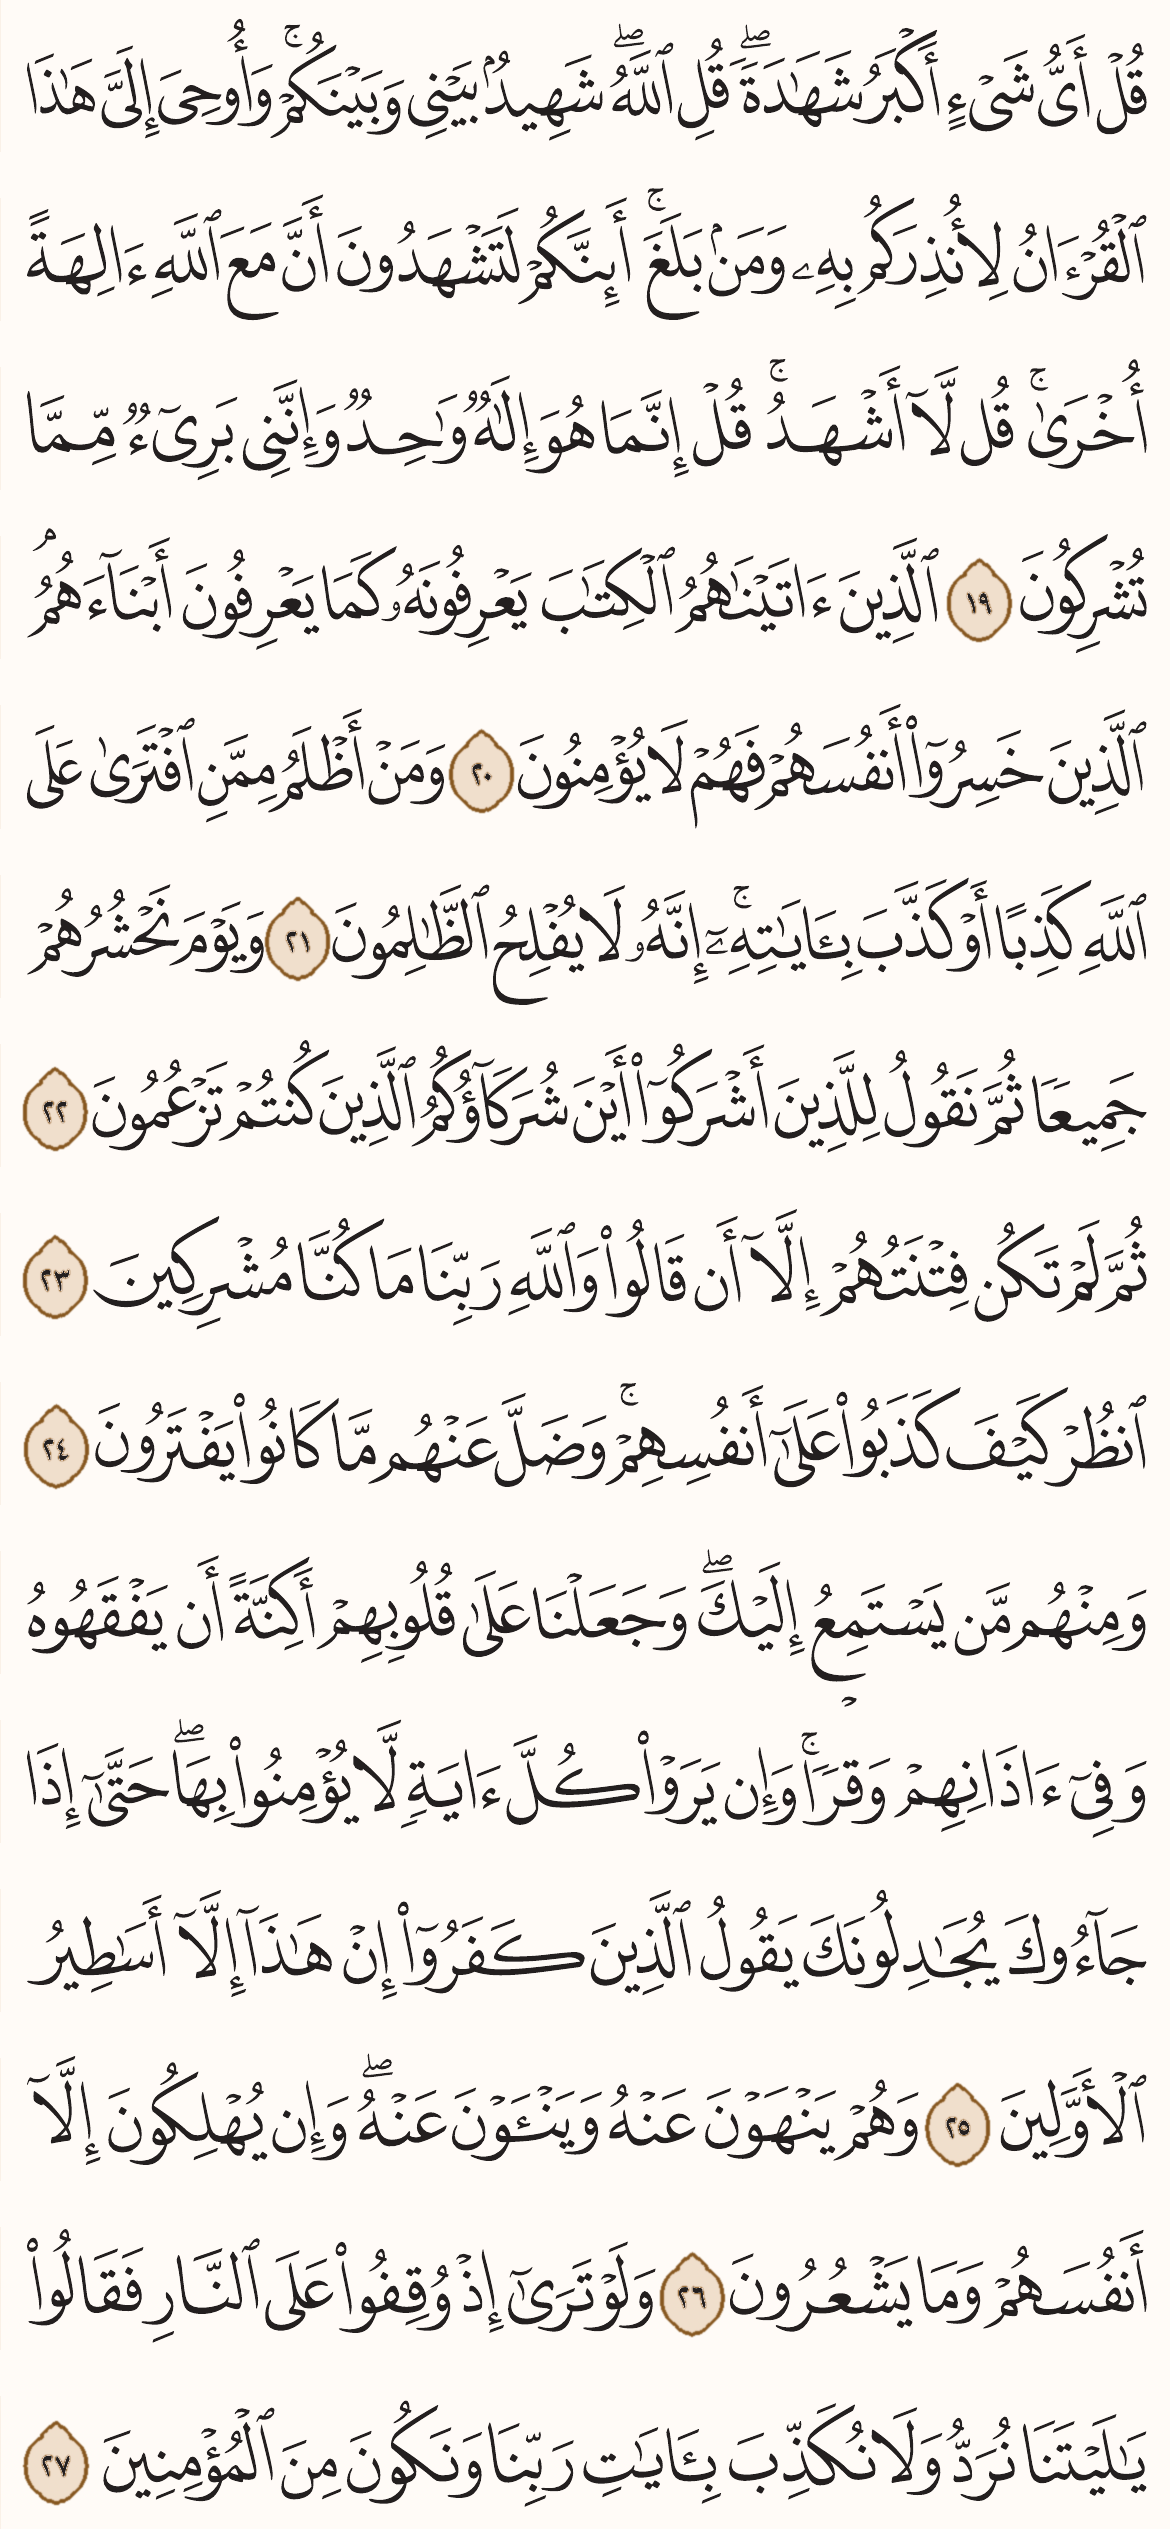 قُلۡ أَيُّ شَيۡءٍ أَكۡبَرُ شَهَٰدَةٗۖ قُلِ ٱللَّهُۖ شَهِيدُۢ بَيۡنِي وَبَيۡنَكُمۡۚ وَأُوحِيَ إِلَيَّ هَٰذَا
ٱلۡقُرۡءَانُ لِأُنذِرَكُم بِهِۦ وَمَنۢ بَلَغَۚ أَئِنَّكُمۡ لَتَشۡهَدُونَ أَنَّ مَعَ ٱللَّهِ ءَالِهَةً
أُخۡرَىٰۚ قُل لَّآ أَشۡهَدُۚ قُلۡ إِنَّمَا هُوَ إِلَٰهٞ وَٰحِدٞ وَإِنَّنِي بَرِيٓءٞ مِّمَّا
تُشۡرِكُونَ ١٩ ٱلَّذِينَ ءَاتَيۡنَٰهُمُ ٱلۡكِتَٰبَ يَعۡرِفُونَهُۥ كَمَا يَعۡرِفُونَ أَبۡنَآءَهُمُۘ
ٱلَّذِينَ خَسِرُوٓاْ أَنفُسَهُمۡ فَهُمۡ لَا يُؤۡمِنُونَ ٢٠ وَمَنۡ أَظۡلَمُ مِمَّنِ ٱفۡتَرَىٰ عَلَى
ٱللَّهِ كَذِبًا أَوۡ كَذَّبَ بِـَٔايَٰتِهِۦٓۚ إِنَّهُۥ لَا يُفۡلِحُ ٱلظَّٰلِمُونَ ٢١ وَيَوۡمَ نَحۡشُرُهُمۡ
جَمِيعٗا ثُمَّ نَقُولُ لِلَّذِينَ أَشۡرَكُوٓاْ أَيۡنَ شُرَكَآؤُكُمُ ٱلَّذِينَ كُنتُمۡ تَزۡعُمُونَ ٢٢
ثُمَّ لَمۡ تَكُن فِتۡنَتُهُمۡ إِلَّآ أَن قَالُواْ وَٱللَّهِ رَبِّنَا مَا كُنَّا مُشۡرِكِينَ ٢٣
ٱنظُرۡ كَيۡفَ كَذَبُواْ عَلَىٰٓ أَنفُسِهِمۡۚ وَضَلَّ عَنۡهُم مَّا كَانُواْ يَفۡتَرُونَ ٢٤
وَمِنۡهُم مَّن يَسۡتَمِعُ إِلَيۡكَۖ وَجَعَلۡنَا عَلَىٰ قُلُوبِهِمۡ أَكِنَّةً أَن يَفۡقَهُوهُ
وَفِيٓ ءَاذَانِهِمۡ وَقۡرٗاۚ وَإِن يَرَوۡاْ كُلَّ ءَايَةٖ لَّا يُؤۡمِنُواْ بِهَاۖ حَتَّىٰٓ إِذَا
جَآءُوكَ يُجَٰدِلُونَكَ يَقُولُ ٱلَّذِينَ كَفَرُوٓاْ إِنۡ هَٰذَآ إِلَّآ أَسَٰطِيرُ
ٱلۡأَوَّلِينَ ٢٥ وَهُمۡ يَنۡهَوۡنَ عَنۡهُ وَيَنۡـَٔوۡنَ عَنۡهُۖ وَإِن يُهۡلِكُونَ إِلَّآ
أَنفُسَهُمۡ وَمَا يَشۡعُرُونَ ٢٦ وَلَوۡ تَرَىٰٓ إِذۡ وُقِفُواْ عَلَى ٱلنَّارِ فَقَالُواْ
يَٰلَيۡتَنَا نُرَدُّ وَلَا نُكَذِّبَ بِـَٔايَٰتِ رَبِّنَا وَنَكُونَ مِنَ ٱلۡمُؤۡمِنِينَ ٢٧